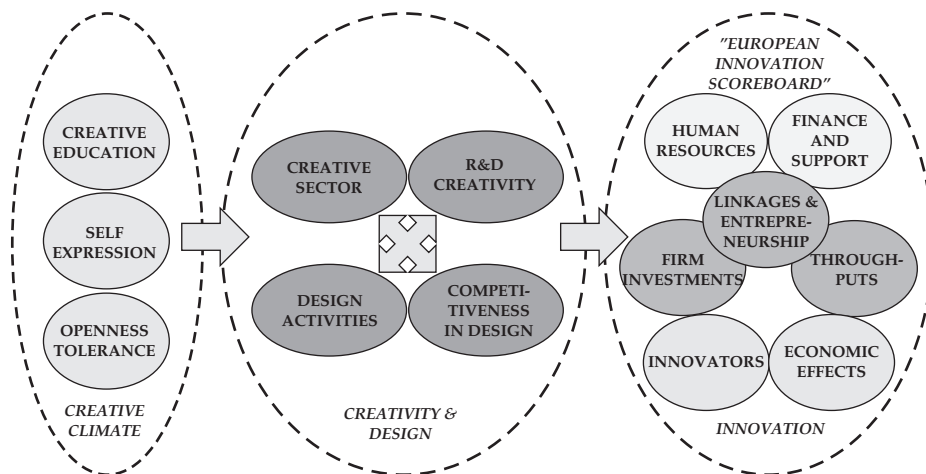 CREATIVE
EDUCATION
SELF
EXPRESSION
OPENNESS
TOLERANCE
CREATIVE
CLIMATE
CREATIVE
SECTOR
R&D
CREATIVITY
DESIGN
ACTIVITIES
COMPETI-
TIVENESS
IN DESIGN
CREATIVITY &
DESIGN
"EUROPEAN
INNOVATION
SCOREBOARD"
HUMAN
RESOURCES
FINANCE
AND
SUPPORT
LINKAGES &
ENTREPRE-
NEURSHIP
FIRM
INVESTMENTS
THROUGH-
PUTS
INNOVATORS
ECONOMIC
EFFECTS
INNOVATION